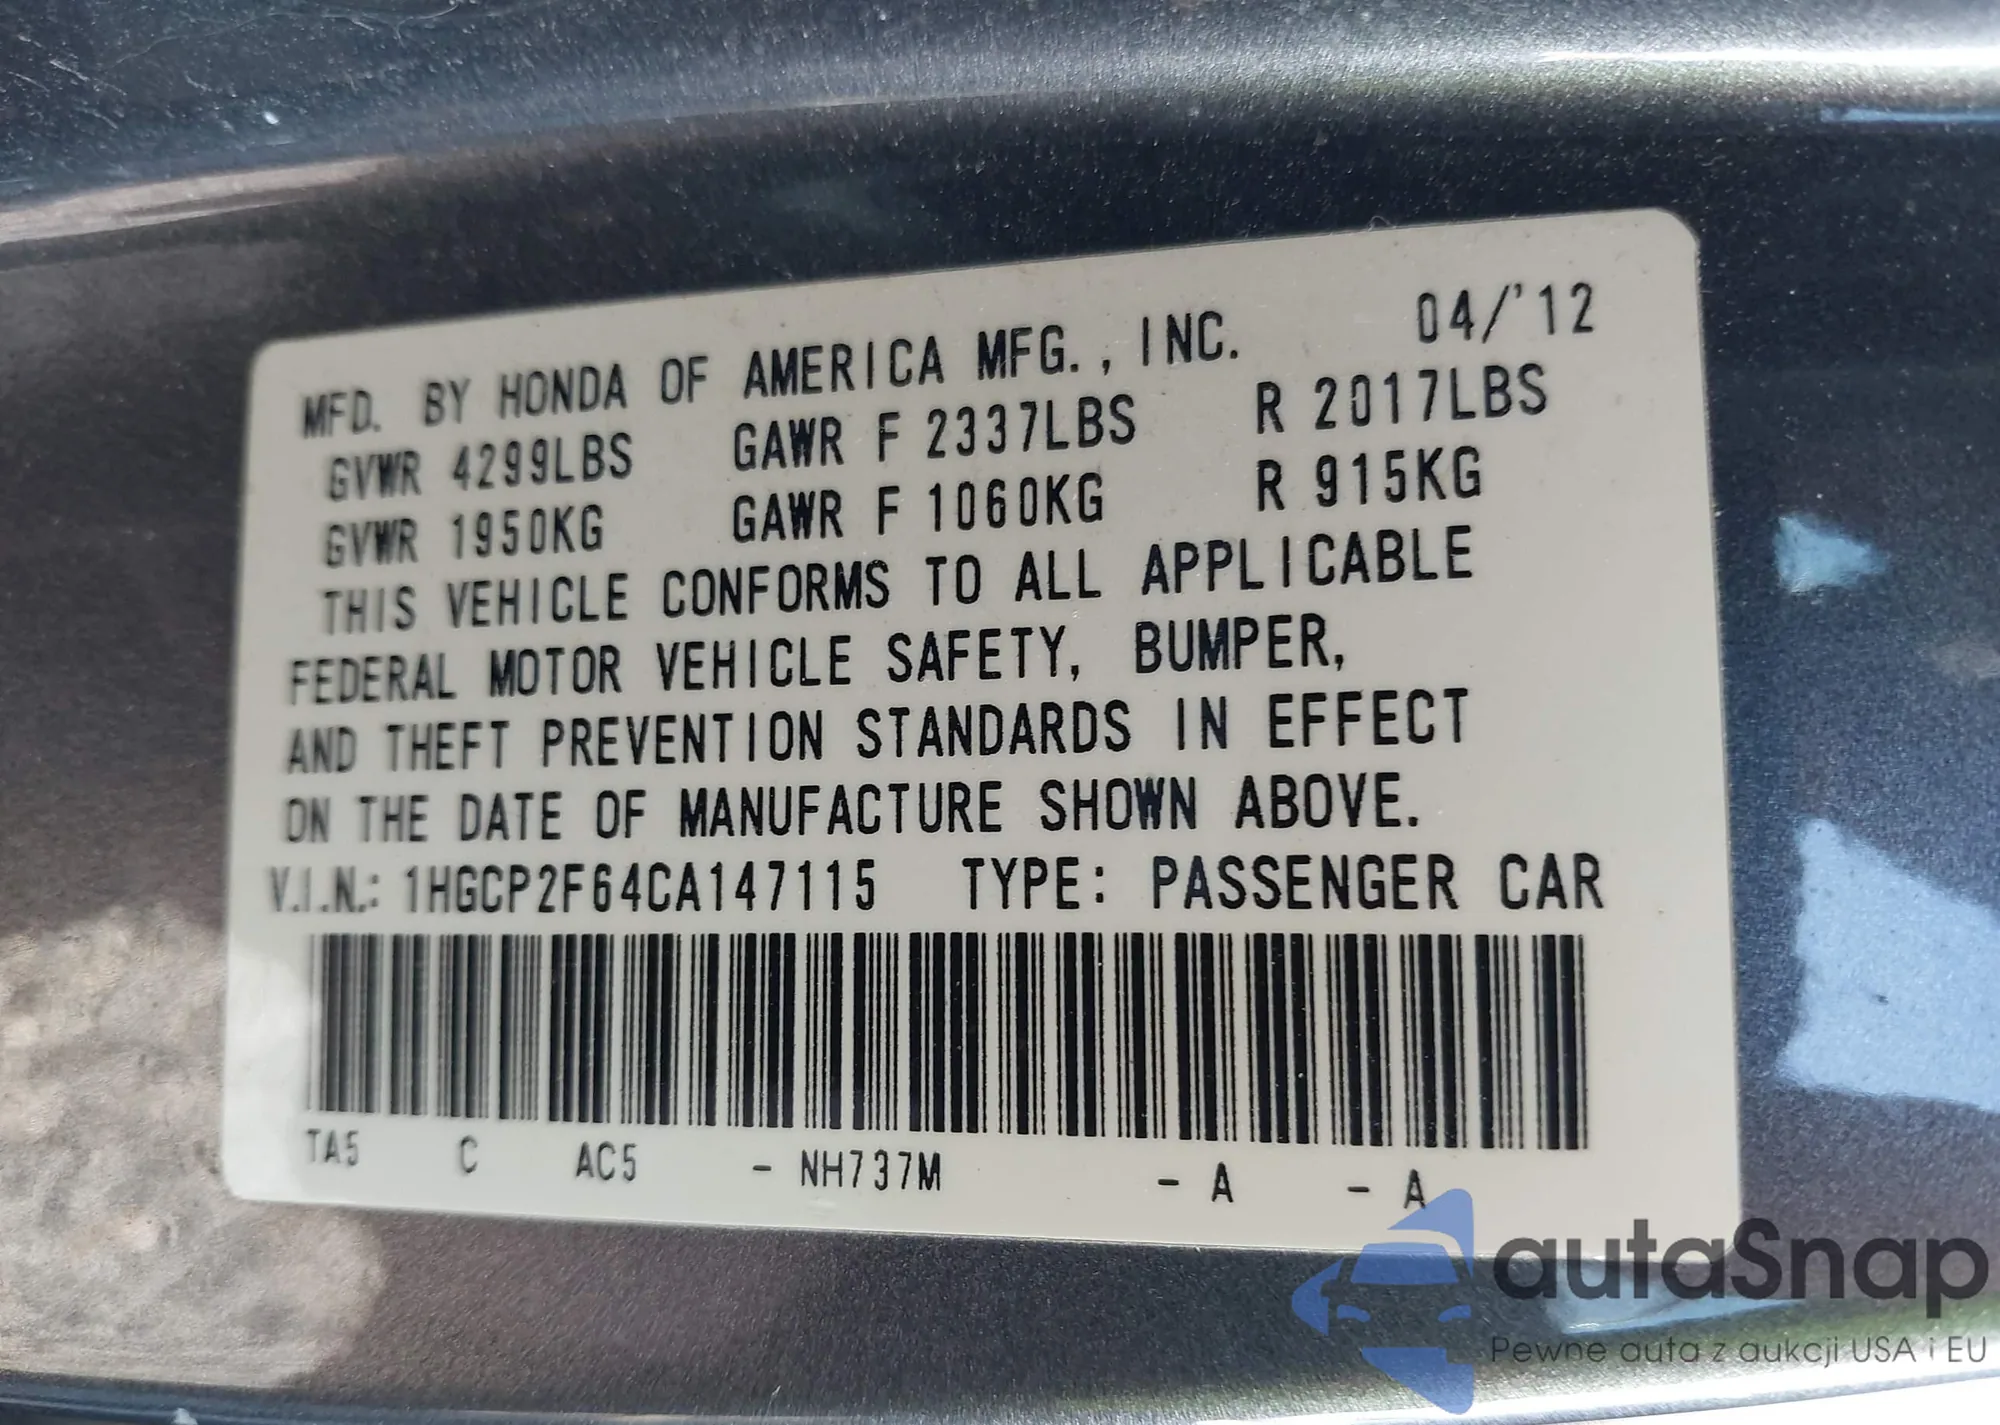 MFD. BY HONDA OF AMERICA MFG., INC. 04/'12
GVWR 4299LBS GAWR F 2337LBS R 2017LBS
GVWR 1950KG GAWR F 1060KG R 915KG
THIS VEHICLE CONFORMS TO ALL APPLICABLE
FEDERAL MOTOR VEHICLE SAFETY, BUMPER,
AND THEFT PREVENTION STANDARDS IN EFFECT
ON THE DATE OF MANUFACTURE SHOWN ABOVE.
V.I.N.: 1HGCP2F64CA147115 TYPE: PASSENGER CAR
TA5 C AC5 - NH737M - A - A
autaSnap
Pewne auta z aukcji USA i EU